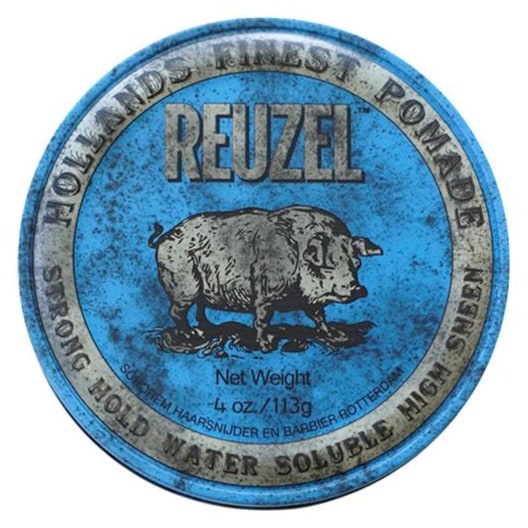 HOLLANDS FINEST POMADE
REUZEL™
Net Weight
4 oz./113g
SCHOREM HAARSNIJDER EN BARBIER ROTTERDAM
STRONG HOLD WATER SOLUBLE HIGH SHEEN